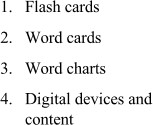 1. Flash cards
2. Word cards
3. Word charts
4. Digital devices and
content